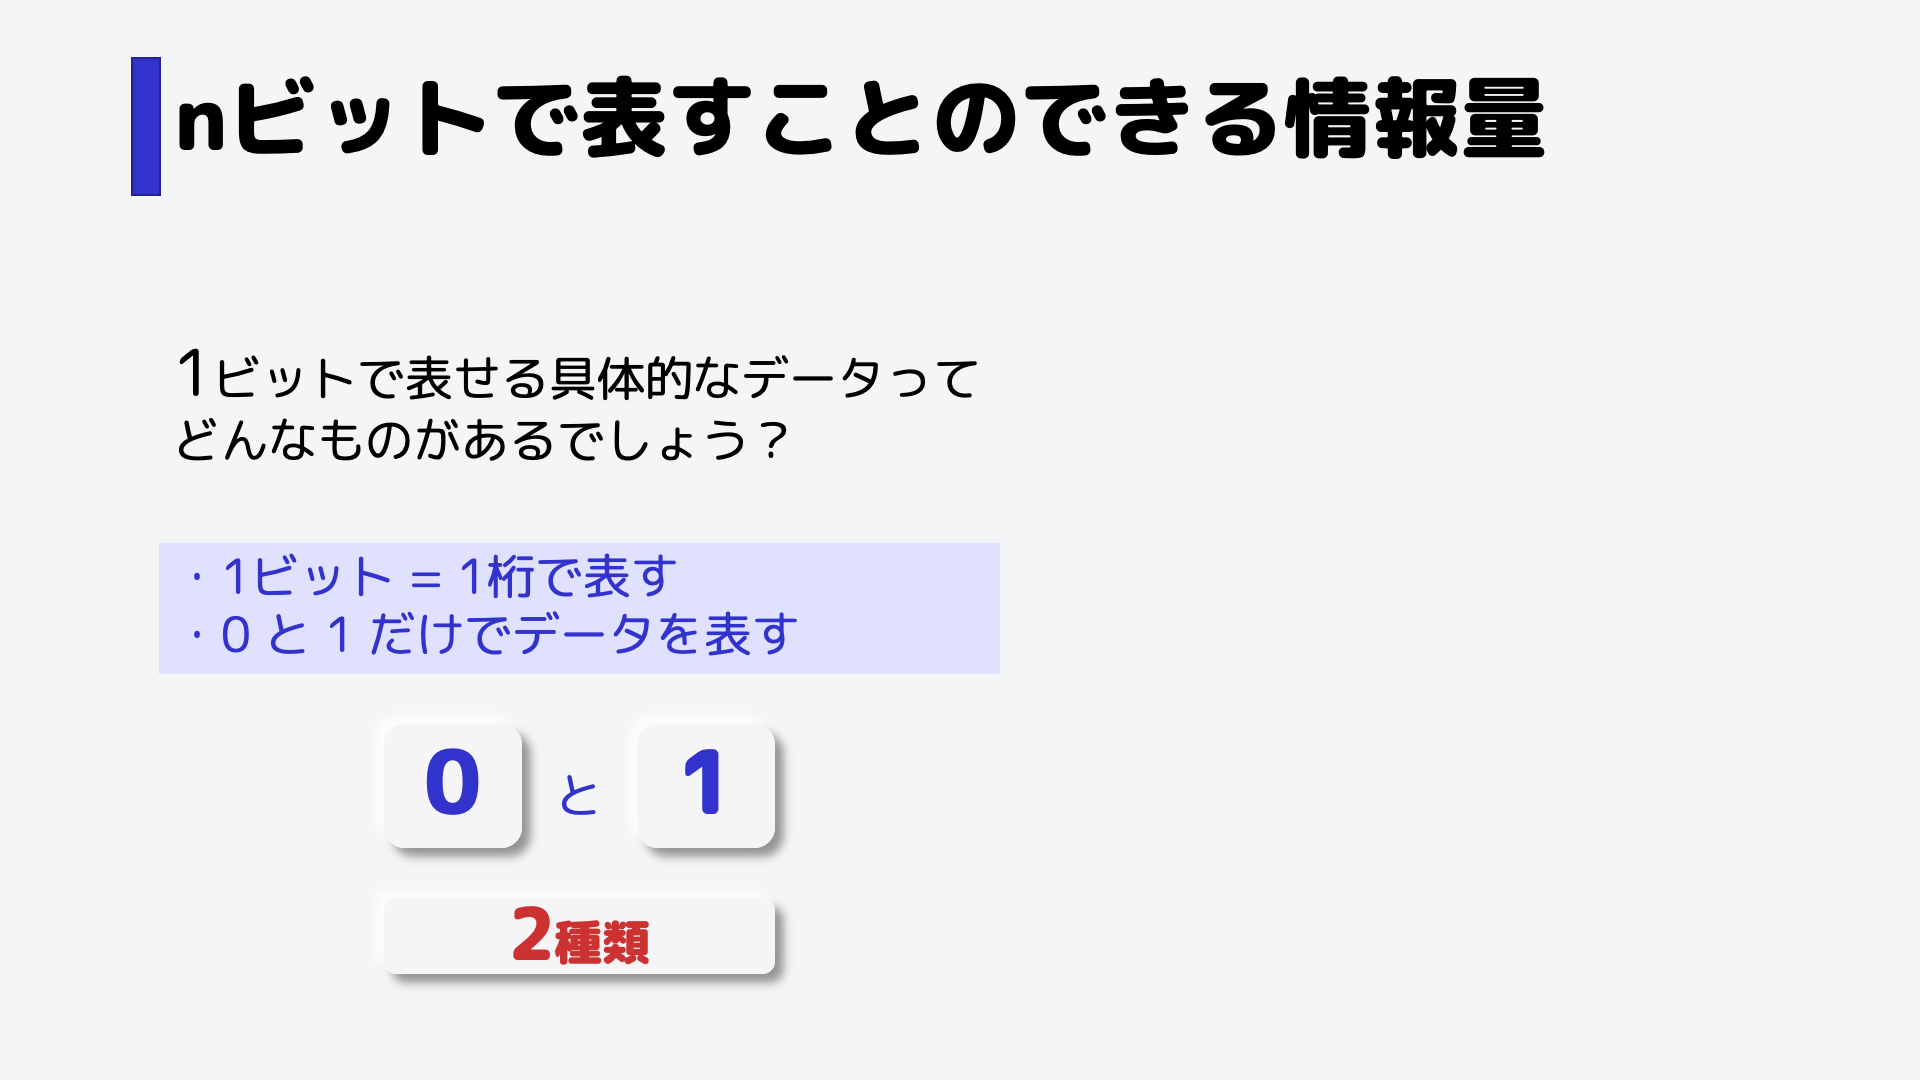 nビットで表すことのできる情報量
1ビットで表せる具体的なデータって
どんなものがあるでしょう？
・1ビット = 1桁で表す
・0 と 1 だけでデータを表す
0 と 1
2種類